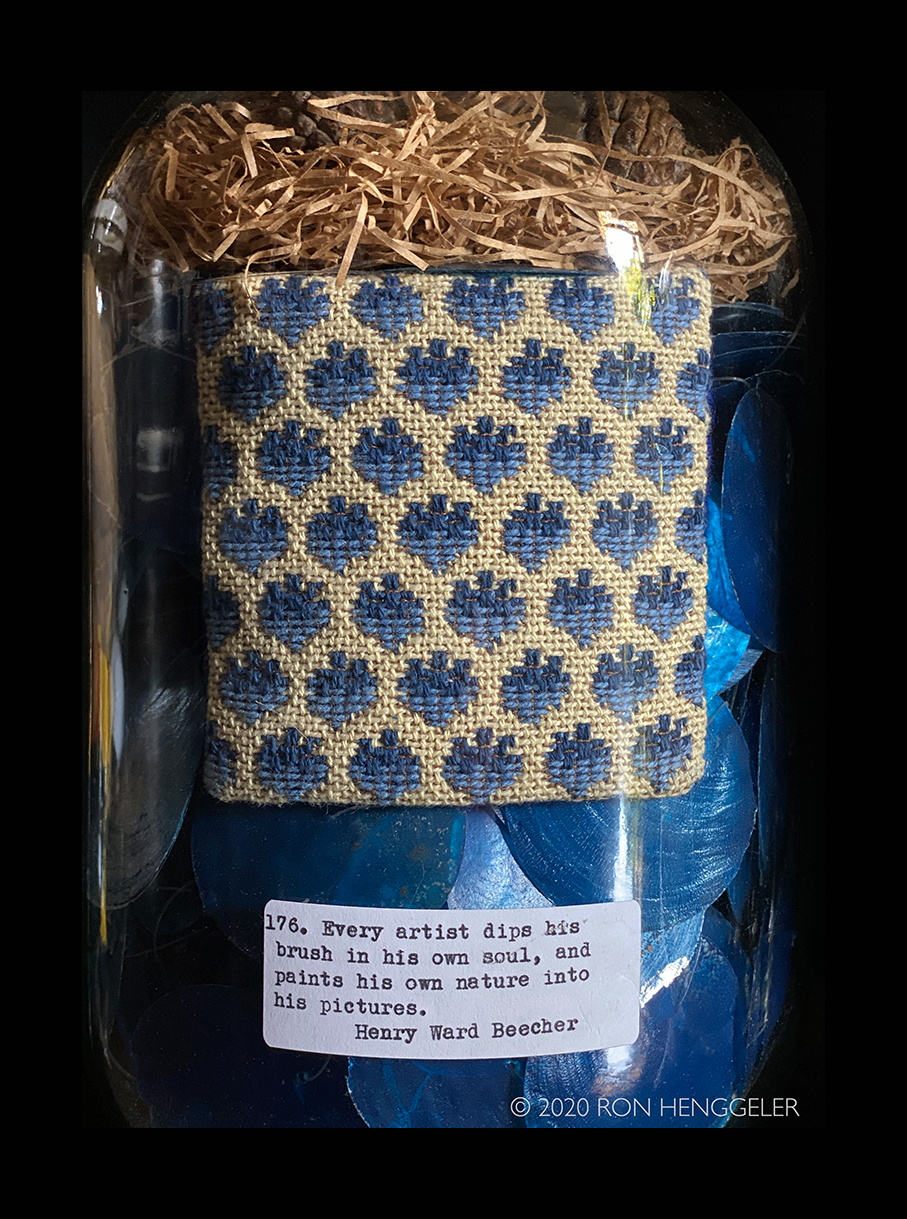 176. Every artist dips his
brush in his own soul, and
paints his own nature into
his pictures.
Henry Ward Beecher
© 2020 RON HENGGELER